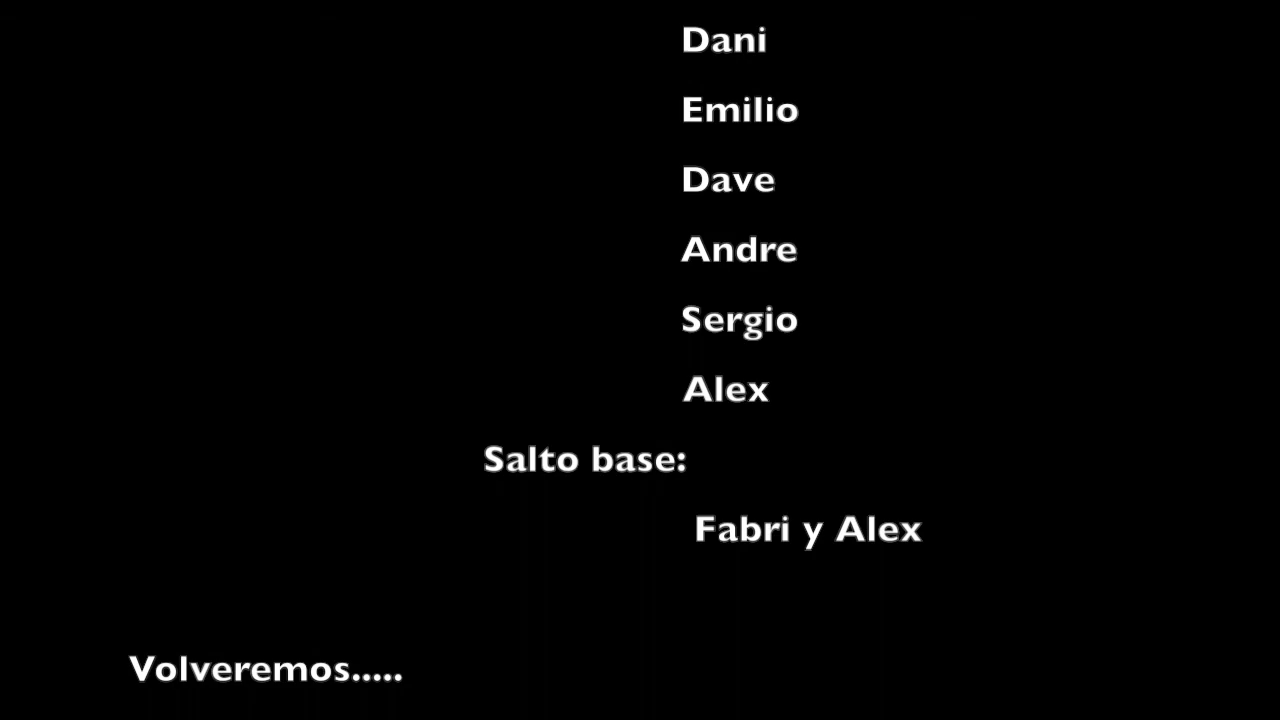 Dani
Emilio
Dave
Andre
Sergio
Alex
Salto base:
Fabri y Alex
Volveremos.....